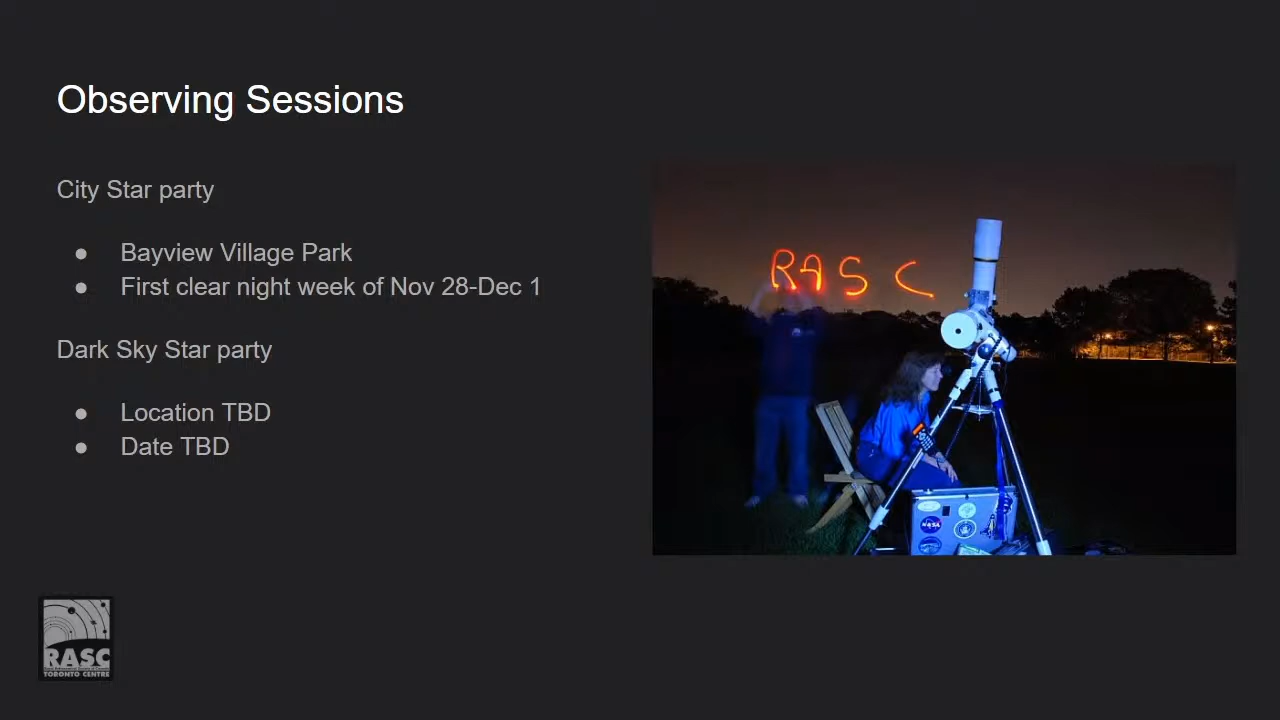 Observing Sessions
City Star party
● Bayview Village Park
● First clear night week of Nov 28-Dec 1
Dark Sky Star party
● Location TBD
● Date TBD
RASC
NASA
RASC
TORONTO CENTRE